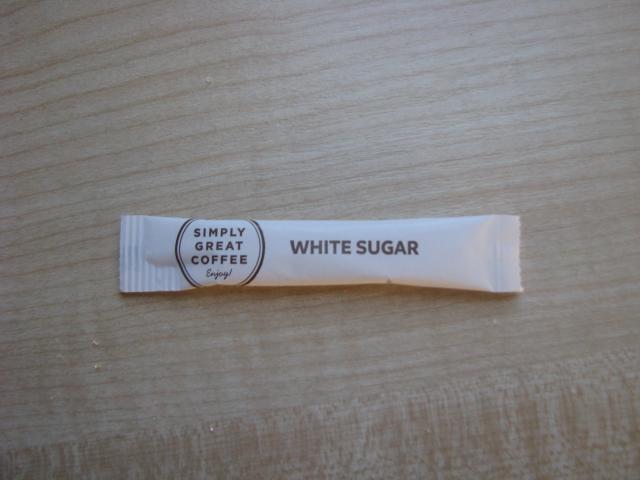 SIMPLY
GREAT
COFFEE
Enjoy!
WHITE SUGAR